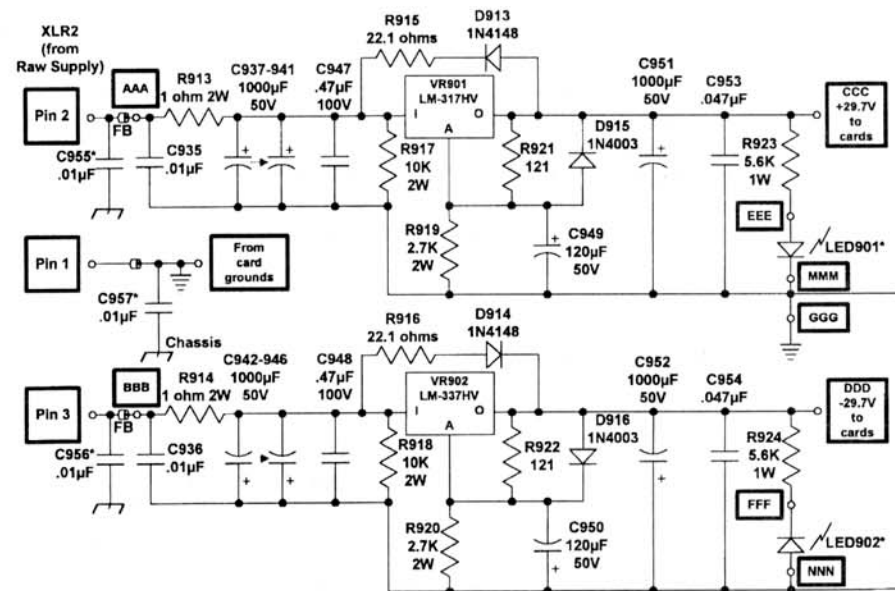 XLR2
(from
Raw Supply)
AAA
Pin 2
FB
C955*
.01µF
C935
.01µF
R913
1 ohm 2W
C937-941
1000µF
50V
C947
.47µF
100V
R915
22.1 ohms
D913
1N4148
VR901
LM-317HV
I
O
A
R917
10K
2W
R919
2.7K
2W
R921
121
D915
1N4003
C949
120µF
50V
C951
1000µF
50V
C953
.047µF
CCC
+29.7V
to
cards
R923
5.6K
1W
EEE
LED901*
MMM
GGG
Pin 1
From
card
grounds
C957*
.01µF
Chassis
BBB
Pin 3
FB
C956*
.01µF
C936
.01µF
R914
1 ohm 2W
C942-946
1000µF
50V
C948
.47µF
100V
R916
22.1 ohms
D914
1N4148
VR902
LM-337HV
I
O
A
R918
10K
2W
R920
2.7K
2W
R922
121
D916
1N4003
C950
120µF
50V
C952
1000µF
50V
C954
.047µF
DDD
-29.7V
to
cards
R924
5.6K
1W
FFF
LED902*
NNN